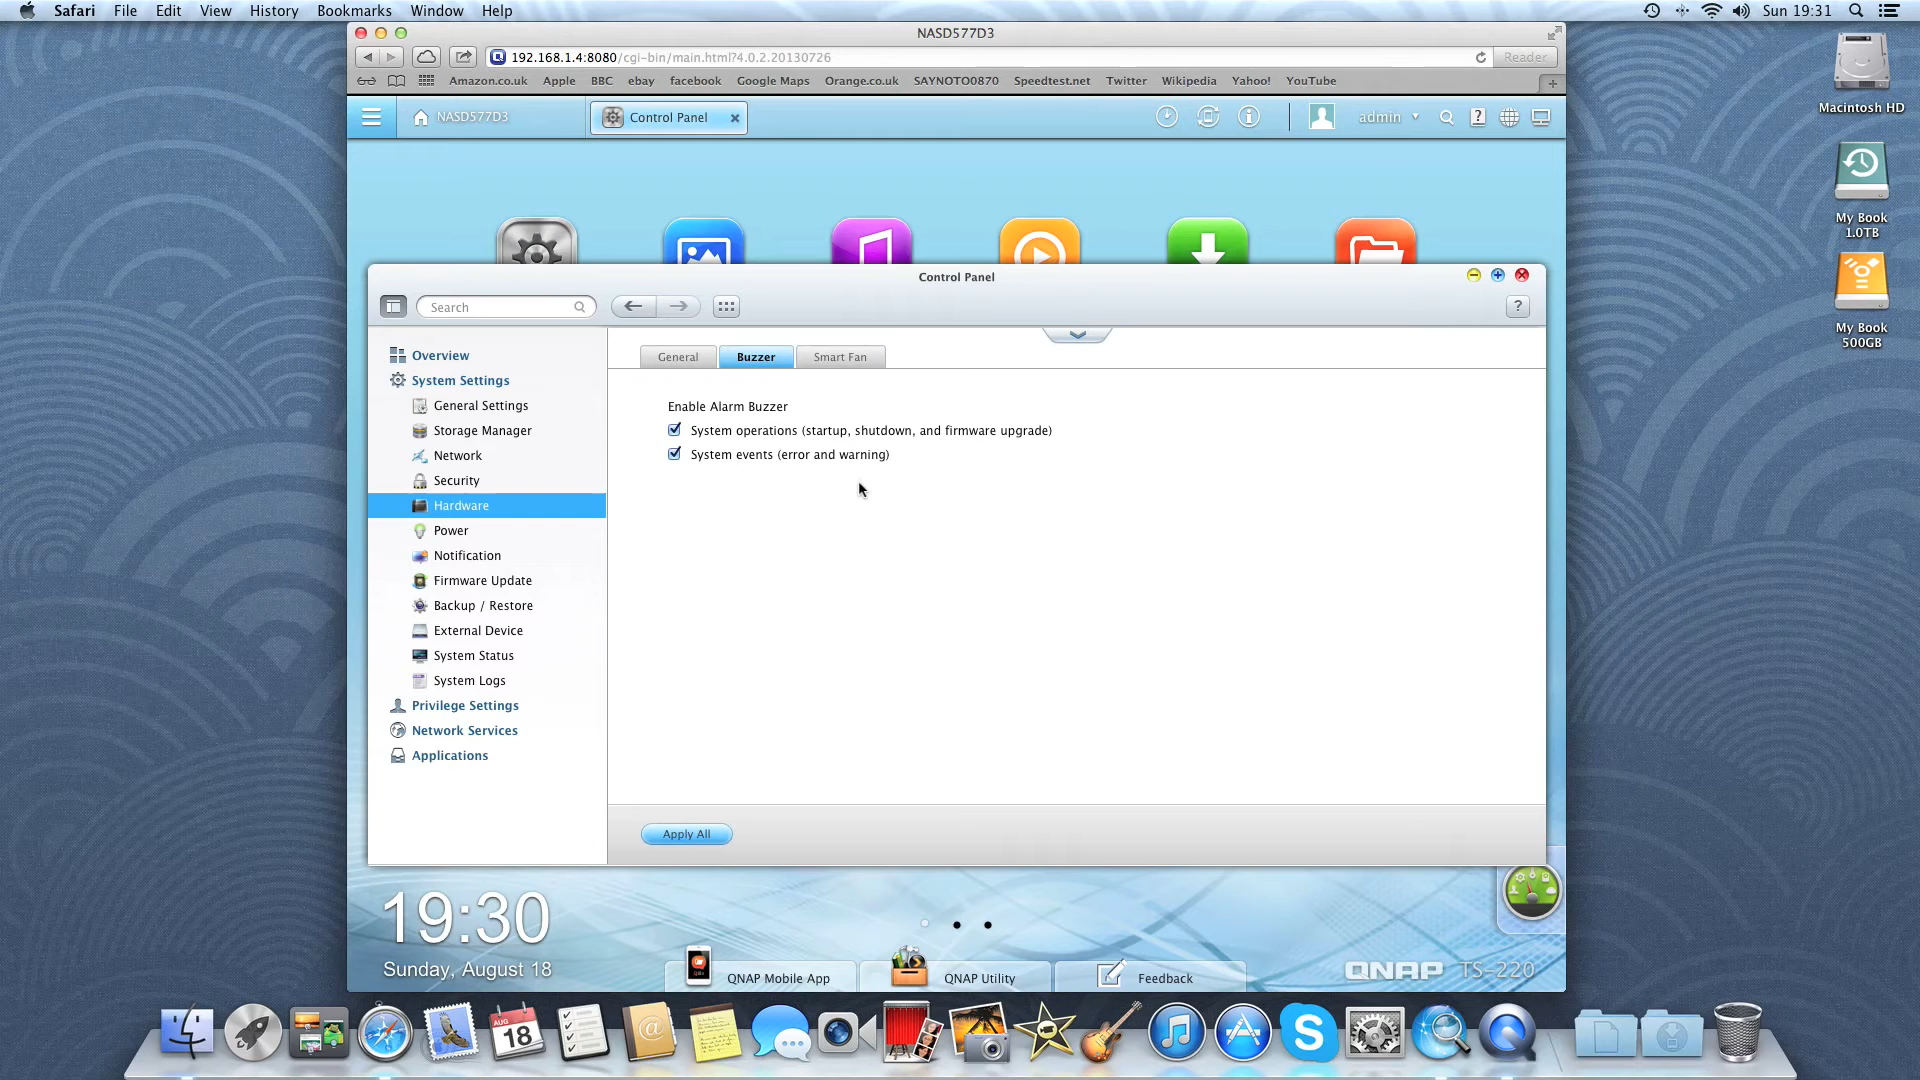 Safari File Edit View History Bookmarks Window Help Sun 19:31
NASD577D3
192.168.1.4:8080/cgi-bin/main.html?4.0.2.20130726 Reader
Amazon.co.uk Apple BBC ebay facebook Google Maps Orange.co.uk SAYNOTO0870 Speedtest.net Twitter Wikipedia Yahoo! YouTube
NASD577D3 Control Panel admin
Macintosh HD
My Book
1.0TB
My Book
500GB
Control Panel
Search
Overview
System Settings
General Settings
Storage Manager
Network
Security
Hardware
Power
Notification
Firmware Update
Backup / Restore
External Device
System Status
System Logs
Privilege Settings
Network Services
Applications
General Buzzer Smart Fan
Enable Alarm Buzzer
System operations (startup, shutdown, and firmware upgrade)
System events (error and warning)
Apply All
19:30
Sunday, August 18
QNAP Mobile App QNAP Utility Feedback
QNAP TS-220
AUG
18